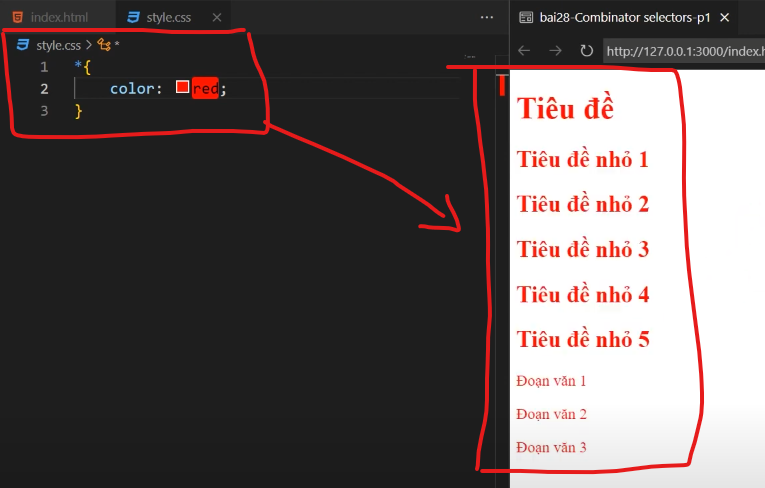 index.html
style.css
style.css > *
1 *{
2 color: red;
3 }
bai28-Combinator selectors-p1
http://127.0.0.1:3000/index.h
T
Tiêu đề
Tiêu đề nhỏ 1
Tiêu đề nhỏ 2
Tiêu đề nhỏ 3
Tiêu đề nhỏ 4
Tiêu đề nhỏ 5
Đoạn văn 1
Đoạn văn 2
Đoạn văn 3